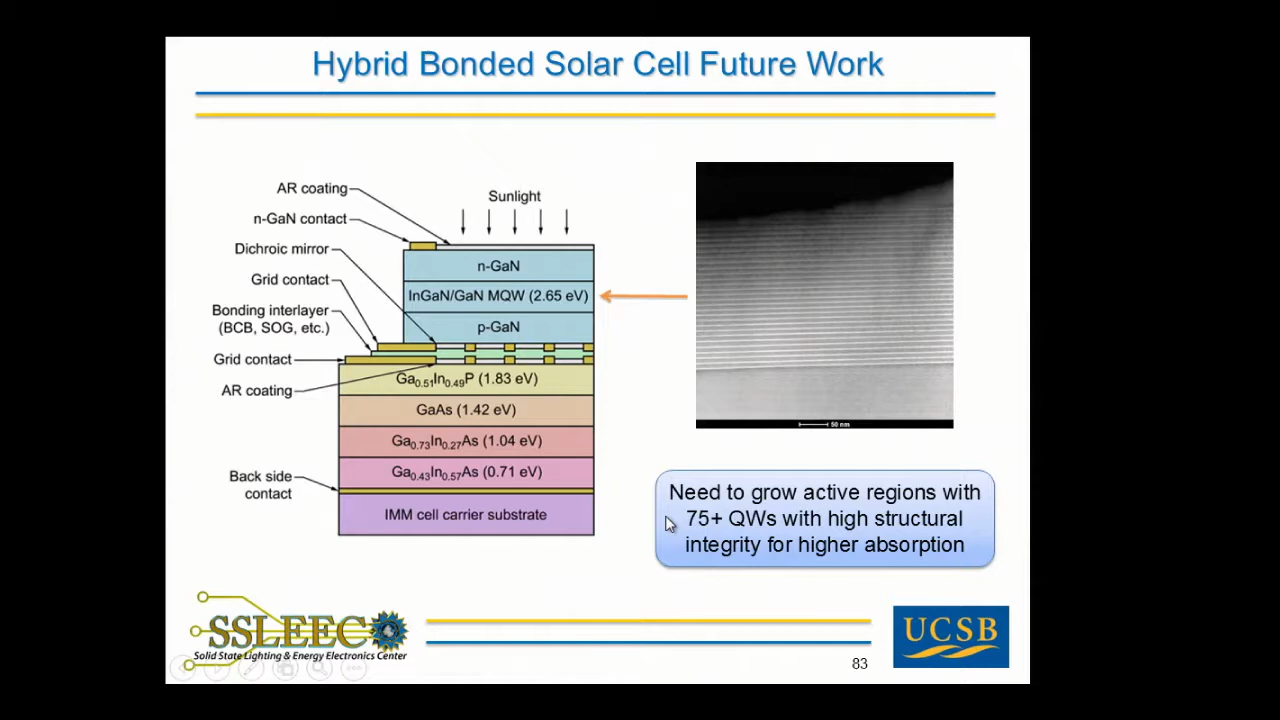 Hybrid Bonded Solar Cell Future Work
AR coating
Sunlight
n-GaN contact
Dichroic mirror
Grid contact
Bonding interlayer
(BCB, SOG, etc.)
Grid contact
AR coating
Back side
contact
n-GaN
InGaN/GaN MQW (2.65 eV)
p-GaN
Ga0.51In0.49P (1.83 eV)
GaAs (1.42 eV)
Ga0.73In0.27As (1.04 eV)
Ga0.43In0.57As (0.71 eV)
IMM cell carrier substrate
50 nm
Need to grow active regions with
75+ QWs with high structural
integrity for higher absorption
SSLEEC
Solid State Lighting & Energy Electronics Center
83
UCSB